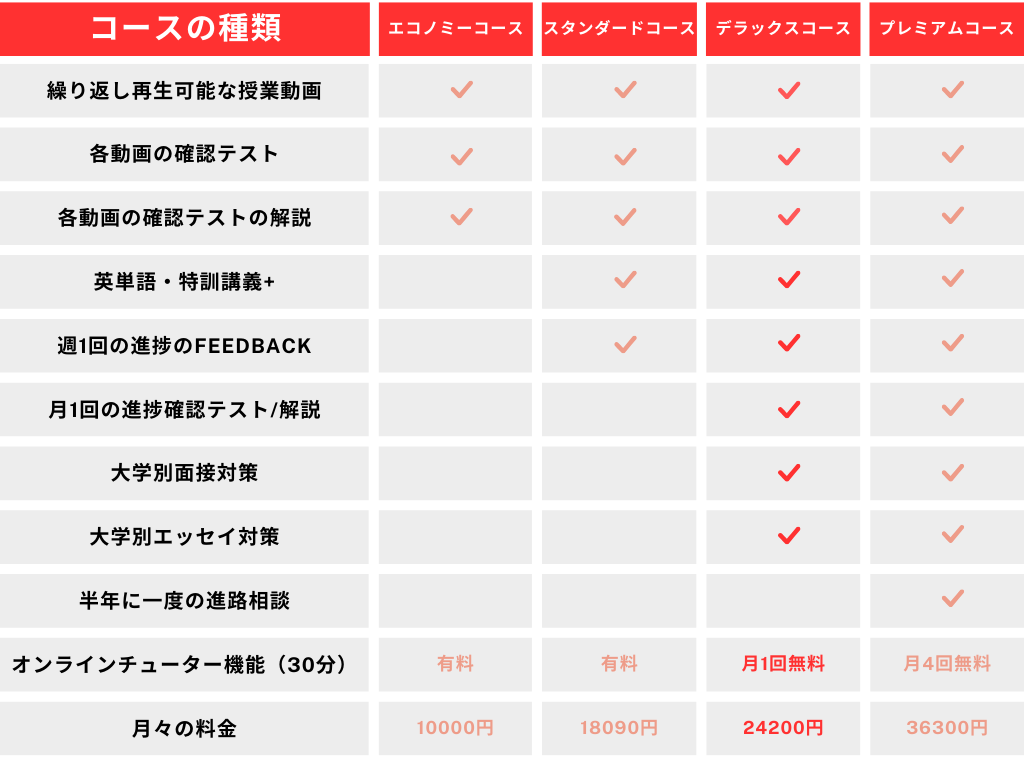 コースの種類 エコノミーコース スタンダードコース デラックスコース プレミアムコース
繰り返し再生可能な授業動画
各動画の確認テスト
各動画の確認テストの解説
英単語・特訓講義+
週1回の進捗のFEEDBACK
月1回の進捗確認テスト/解説
大学別面接対策
大学別エッセイ対策
半年に一度の進路相談
オンラインチューター機能（30分） 有料 有料 月1回無料 月4回無料
月々の料金 10000円 18090円 24200円 36300円